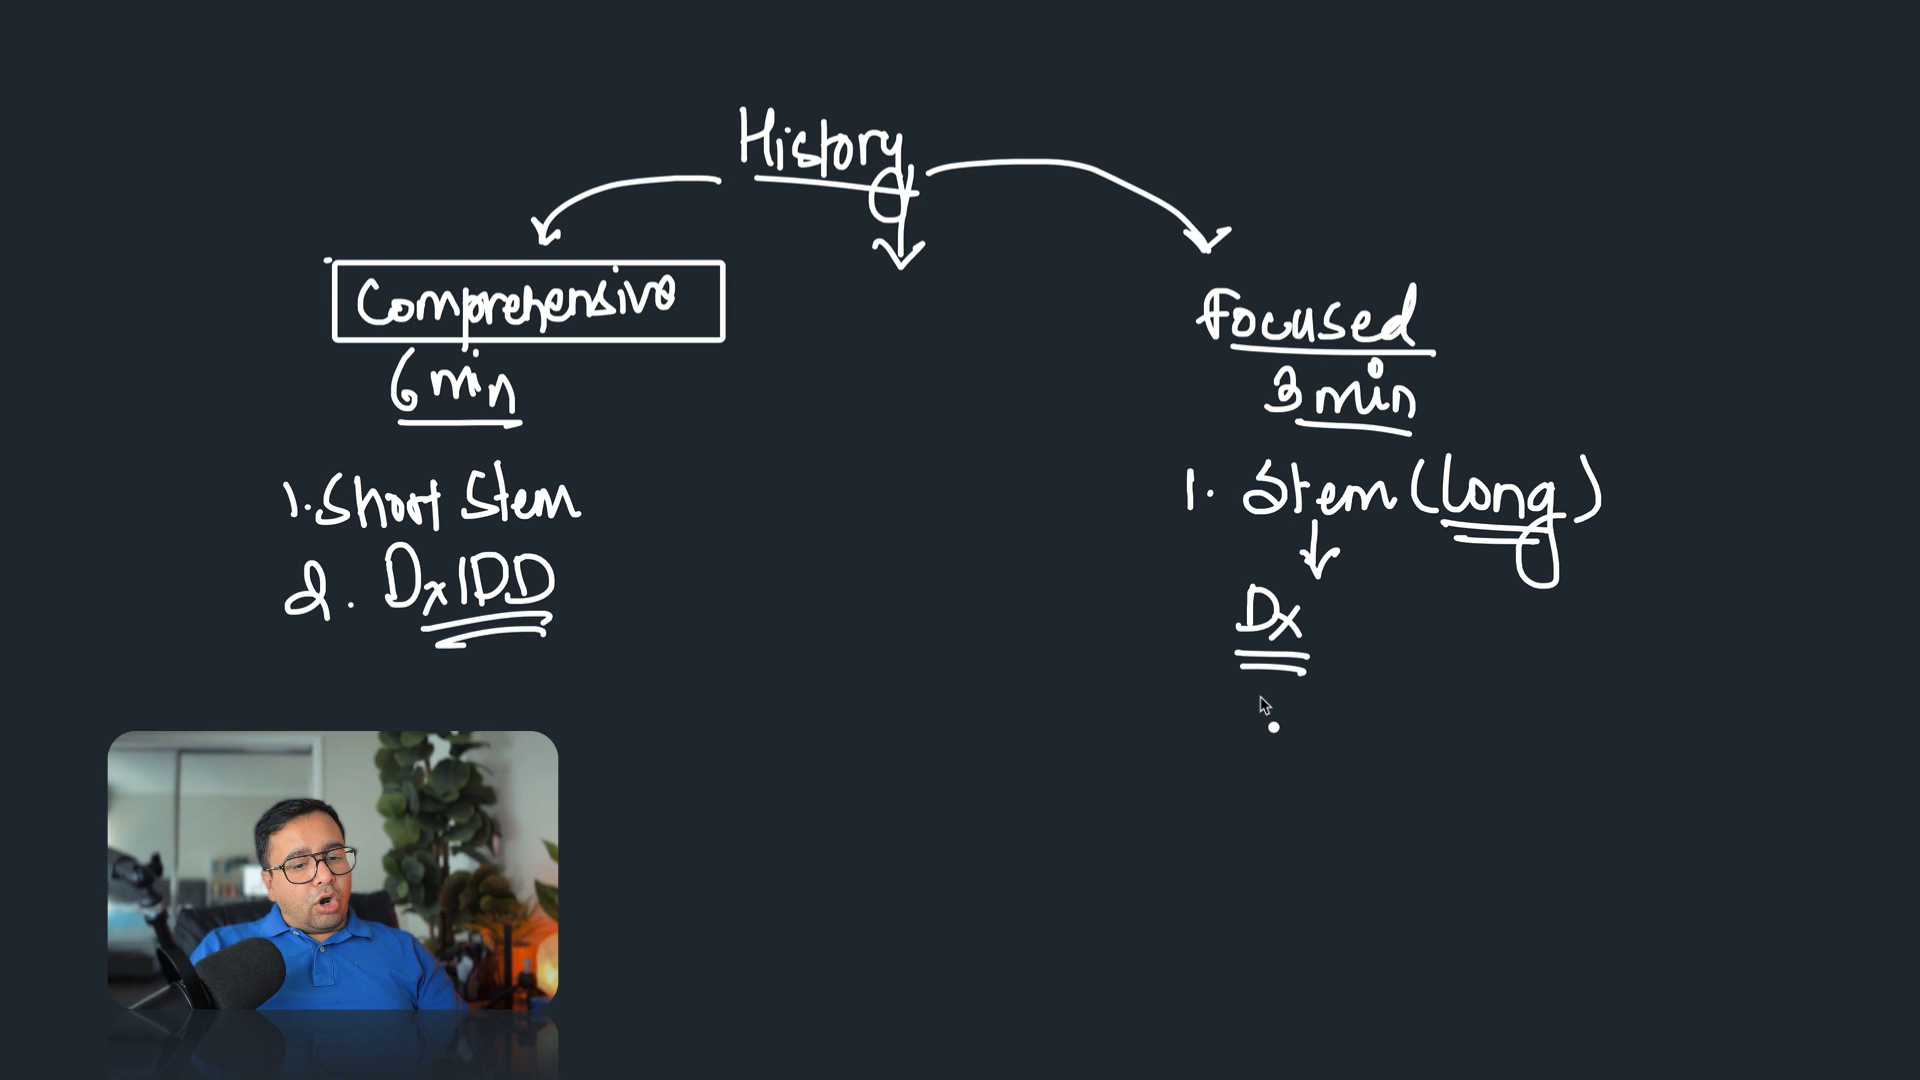 History
Comprehensive
6 min
1. Short Stem
2. Dx/DD
Focused
3 min
1. Stem (long)
Dx